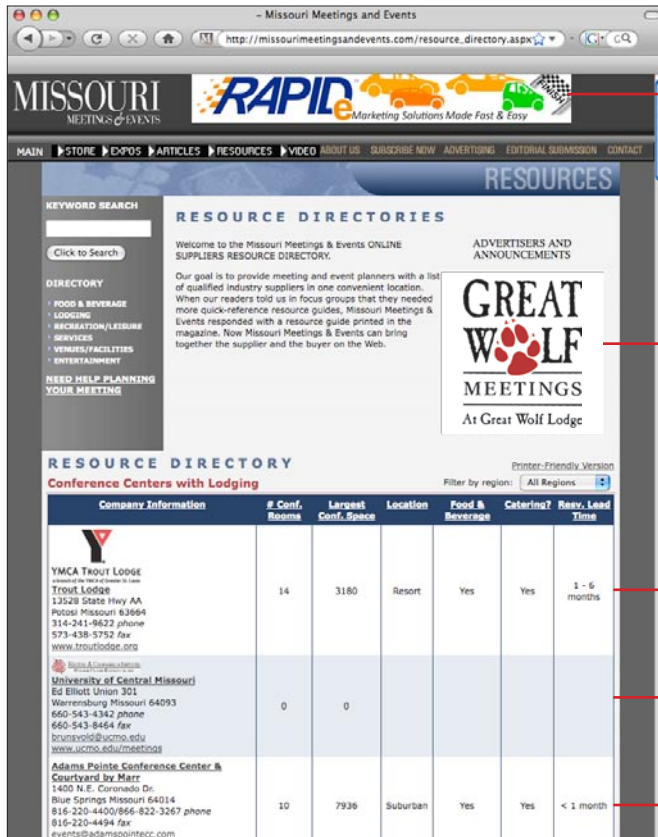 – Missouri Meetings and Events
http://missourimeetingsandevents.com/resource_directory.aspx
MISSOURI
MEETINGS & EVENTS
RAPIDe
Marketing Solutions Made Fast & Easy
FINISH
MAIN STORE EXPOS ARTICLES RESOURCES VIDEO ABOUT US SUBSCRIBE NOW ADVERTISING EDITORIAL SUBMISSION CONTACT
RESOURCES
KEYWORD SEARCH
Click to Search
DIRECTORY
FOOD & BEVERAGE
LODGING
RECREATION/LEISURE
SERVICES
VENUES/FACILITIES
ENTERTAINMENT
NEED HELP PLANNING
YOUR MEETING
RESOURCE DIRECTORIES
Welcome to the Missouri Meetings & Events ONLINE
SUPPLIERS RESOURCE DIRECTORY.
Our goal is to provide meeting and event planners with a list
of qualified industry suppliers in one convenient location.
When our readers told us in focus groups that they needed
more quick-reference resource guides, Missouri Meetings &
Events responded with a resource guide printed in the
magazine. Now Missouri Meetings & Events can bring
together the supplier and the buyer on the Web.
ADVERTISERS AND
ANNOUNCEMENTS
GREAT
WOLF
MEETINGS
At Great Wolf Lodge
RESOURCE DIRECTORY
Printer-Friendly Version
Conference Centers with Lodging
Filter by region: All Regions
Company Information # Conf. Rooms Largest Conf. Space Location Food & Beverage Catering? Resv. Lead Time
YMCA TROUT LODGE
Trout Lodge
13528 State Hwy AA
Potosi Missouri 63664
314-241-9622 phone
573-438-5752 fax
www.troutlodge.org
14 3180 Resort Yes Yes 1 - 6 months
University of Central Missouri
Ed Elliott Union 301
Warrensburg Missouri 64093
660-543-4342 phone
660-543-8464 fax
brunsvold@ucmo.edu
www.ucmo.edu/meetings
0 0
Adams Pointe Conference Center &
Courtyard by Marr
1400 N.E. Coronado Dr.
Blue Springs Missouri 64014
816-220-4400/866-822-3267 phone
816-220-4494 fax
events@adamspointecc.com
10 7936 Suburban Yes Yes < 1 month